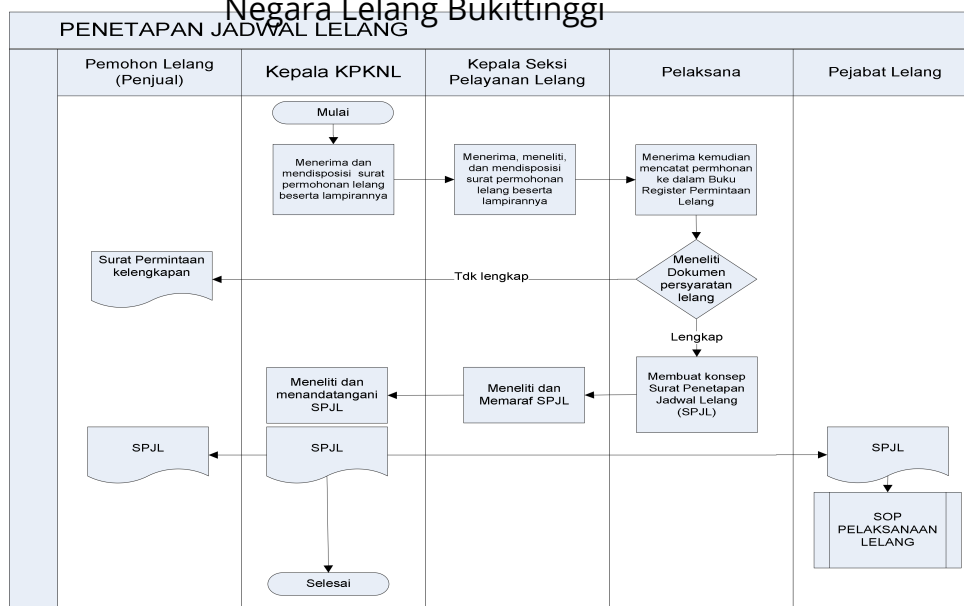 Negara Lelang Bukittinggi
PENETAPAN JADWAL LELANG
Pemohon Lelang
(Penjual)
Kepala KPKNL
Kepala Seksi
Pelayanan Lelang
Pelaksana
Pejabat Lelang
Mulai
Menerima dan
mendisposisi surat
permohonan lelang
beserta lampirannya
Menerima, meneliti,
dan mendisposisi
surat permohonan
lelang beserta
lampirannya
Menerima kemudian
mencatat permhonan
ke dalam Buku
Register Permintaan
Lelang
Surat Permintaan
kelengkapan
Tdk lengkap
Meneliti
Dokumen
persyaratan
lelang
Lengkap
Meneliti dan
menandatangani
SPJL
Meneliti dan
Memaraf SPJL
Membuat konsep
Surat Penetapan
Jadwal Lelang
(SPJL)
SPJL
SPJL
SPJL
SOP
PELAKSANAAN
LELANG
Selesai